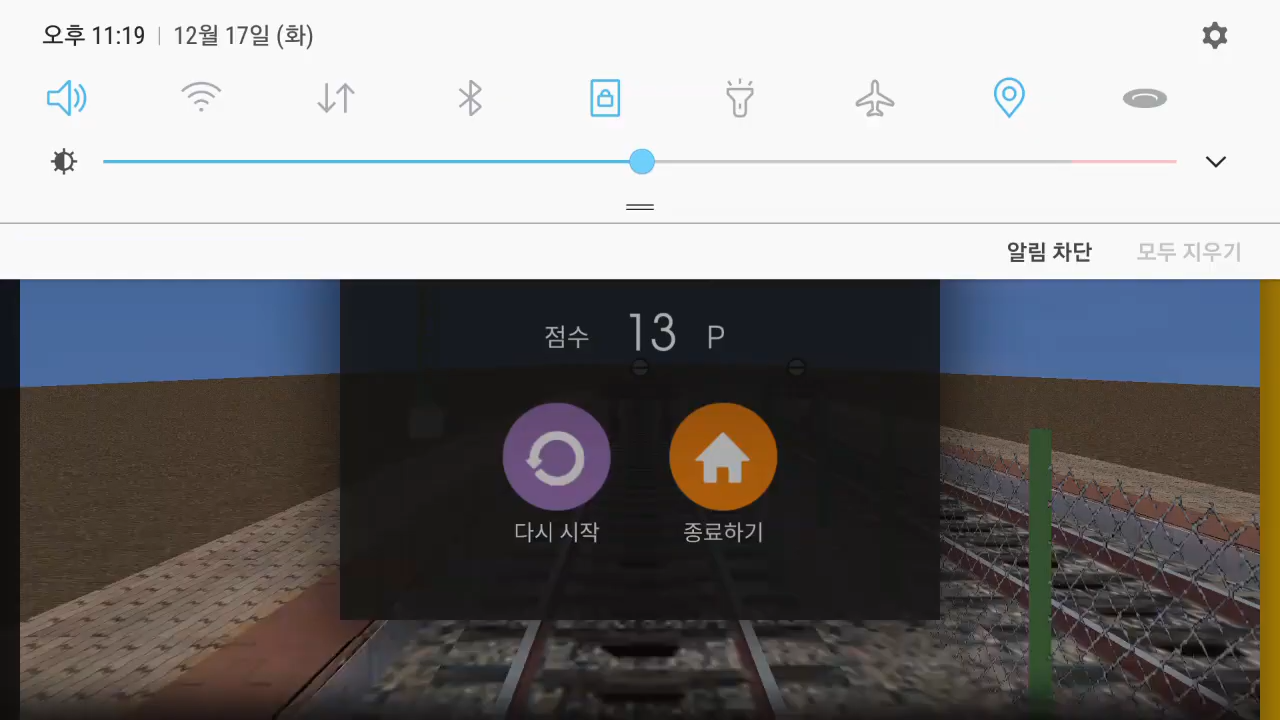 오후 11:19 | 12월 17일 (화)
알림 차단 모두 지우기
점수 13 P
다시 시작 종료하기